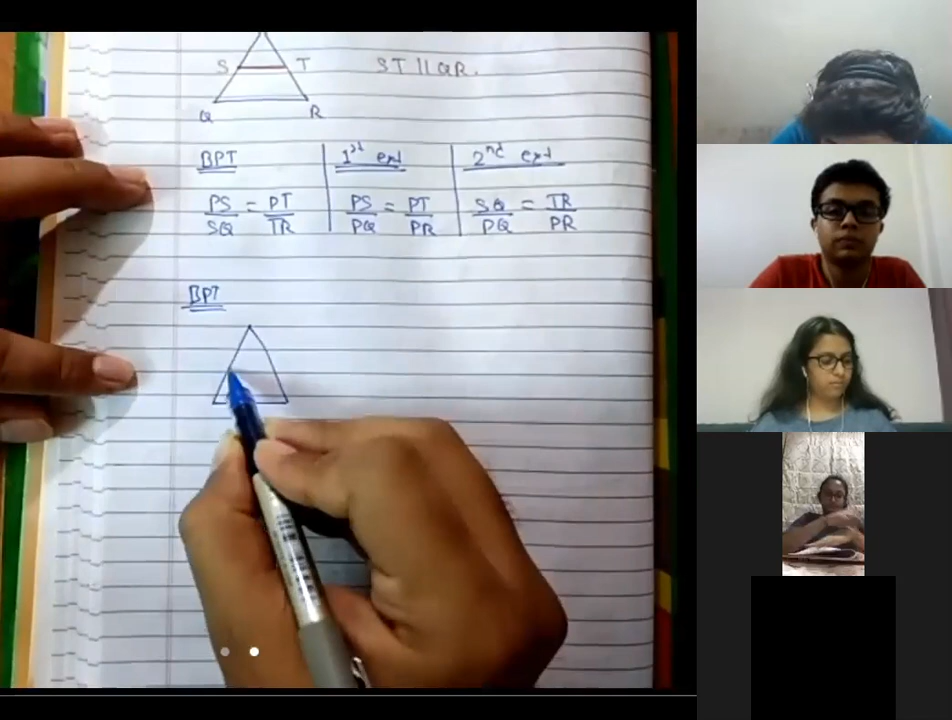 S T ST || QR.
Q R
BPT 1st ext 2nd ext
PS/SQ = PT/TR PS/PQ = PT/PR SQ/PQ = TR/PR
BPT